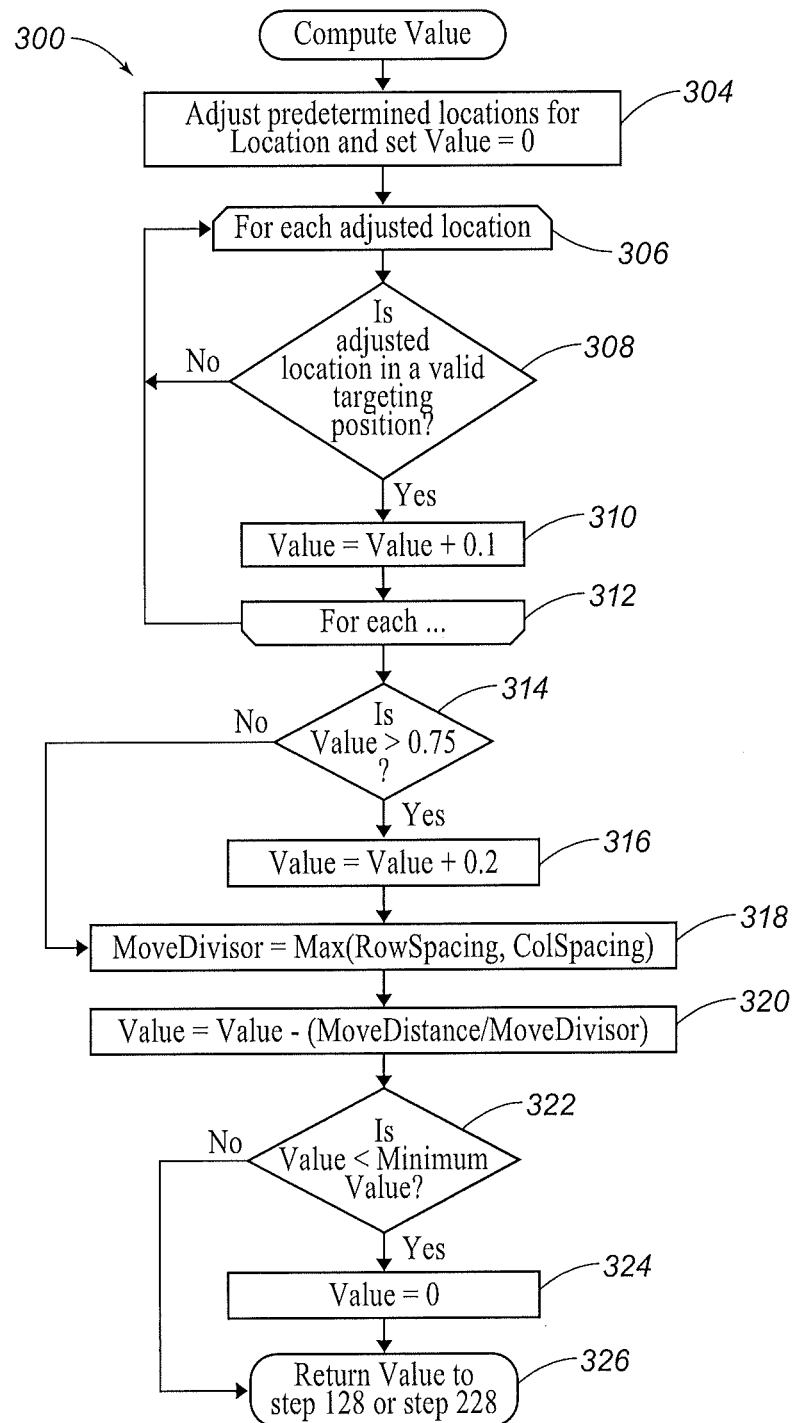 Compute Value
300
Adjust predetermined locations for
Location and set Value = 0
304
For each adjusted location
306
Is
adjusted
location in a valid
targeting
position?
308
No
Yes
Value = Value + 0.1
310
For each ...
312
Is
Value > 0.75
?
314
No
Yes
Value = Value + 0.2
316
MoveDivisor = Max(RowSpacing, ColSpacing)
318
Value = Value - (MoveDistance/MoveDivisor)
320
Is
Value < Minimum
Value?
322
No
Yes
Value = 0
324
Return Value to
step 128 or step 228
326